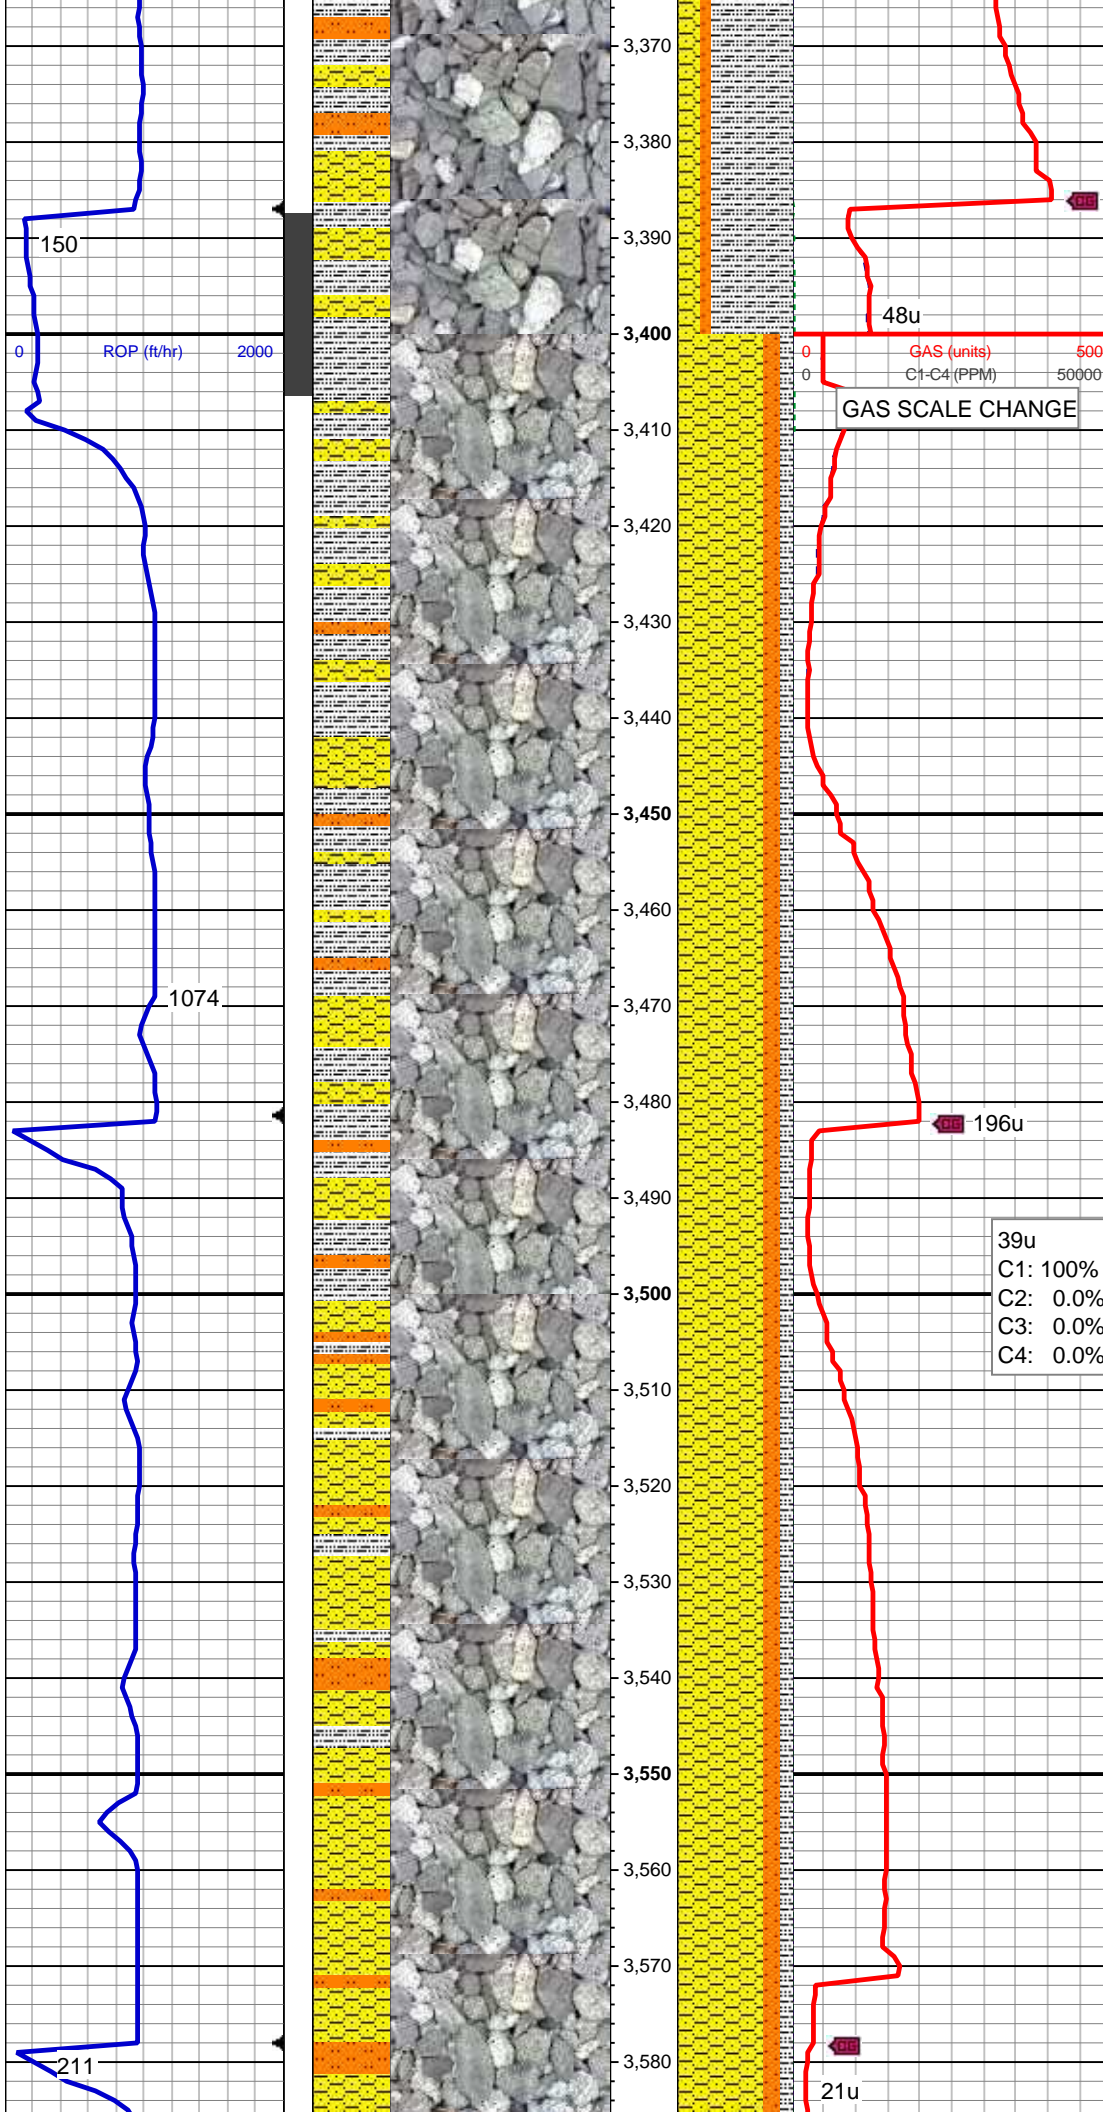 3,370
3,380
CG
150
3,390
48u
3,400
0 ROP (ft/hr) 2000
0 GAS (units) 500
0 C1-C4 (PPM) 50000
GAS SCALE CHANGE
3,410
3,420
3,430
3,440
3,450
3,460
1074
3,470
3,480
CG 196u
3,490
39u
C1: 100%
C2: 0.0%
C3: 0.0%
C4: 0.0%
3,500
3,510
3,520
3,530
3,540
3,550
3,560
3,570
CG
211
3,580
21u